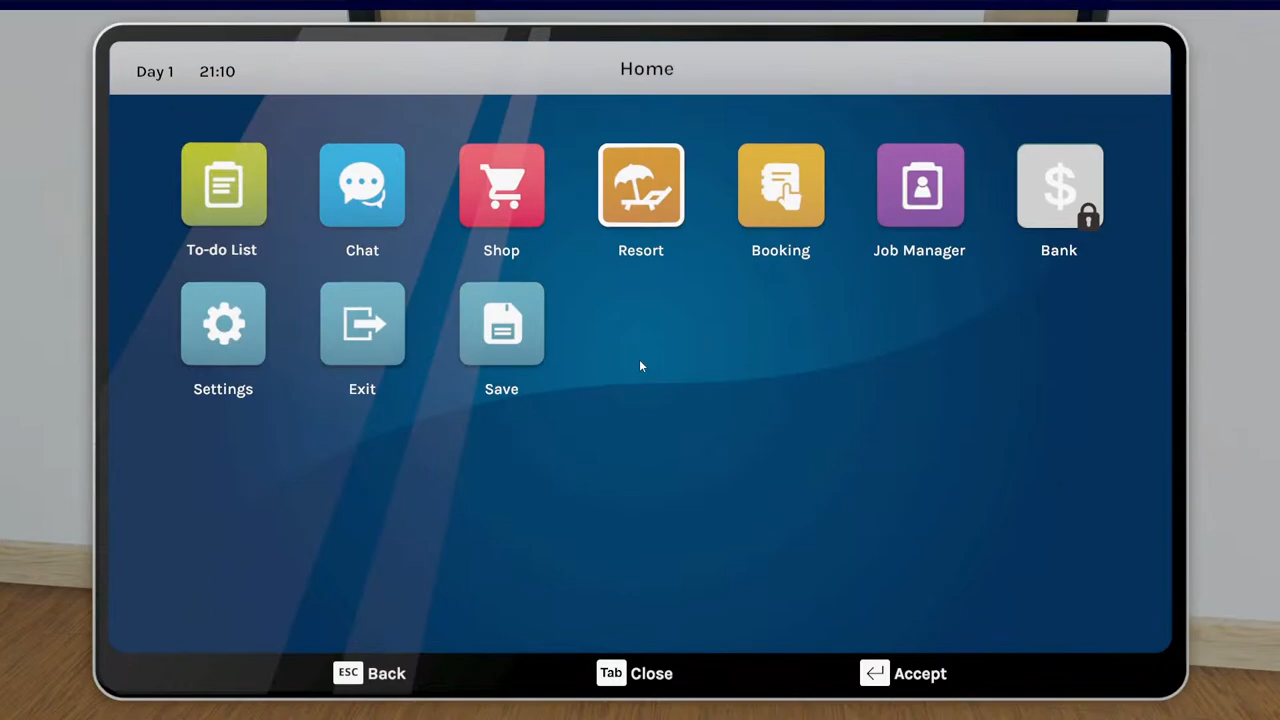 Day 1 21:10 Home
To-do List Chat Shop Resort Booking Job Manager Bank
Settings Exit Save
ESC Back Tab Close Accept